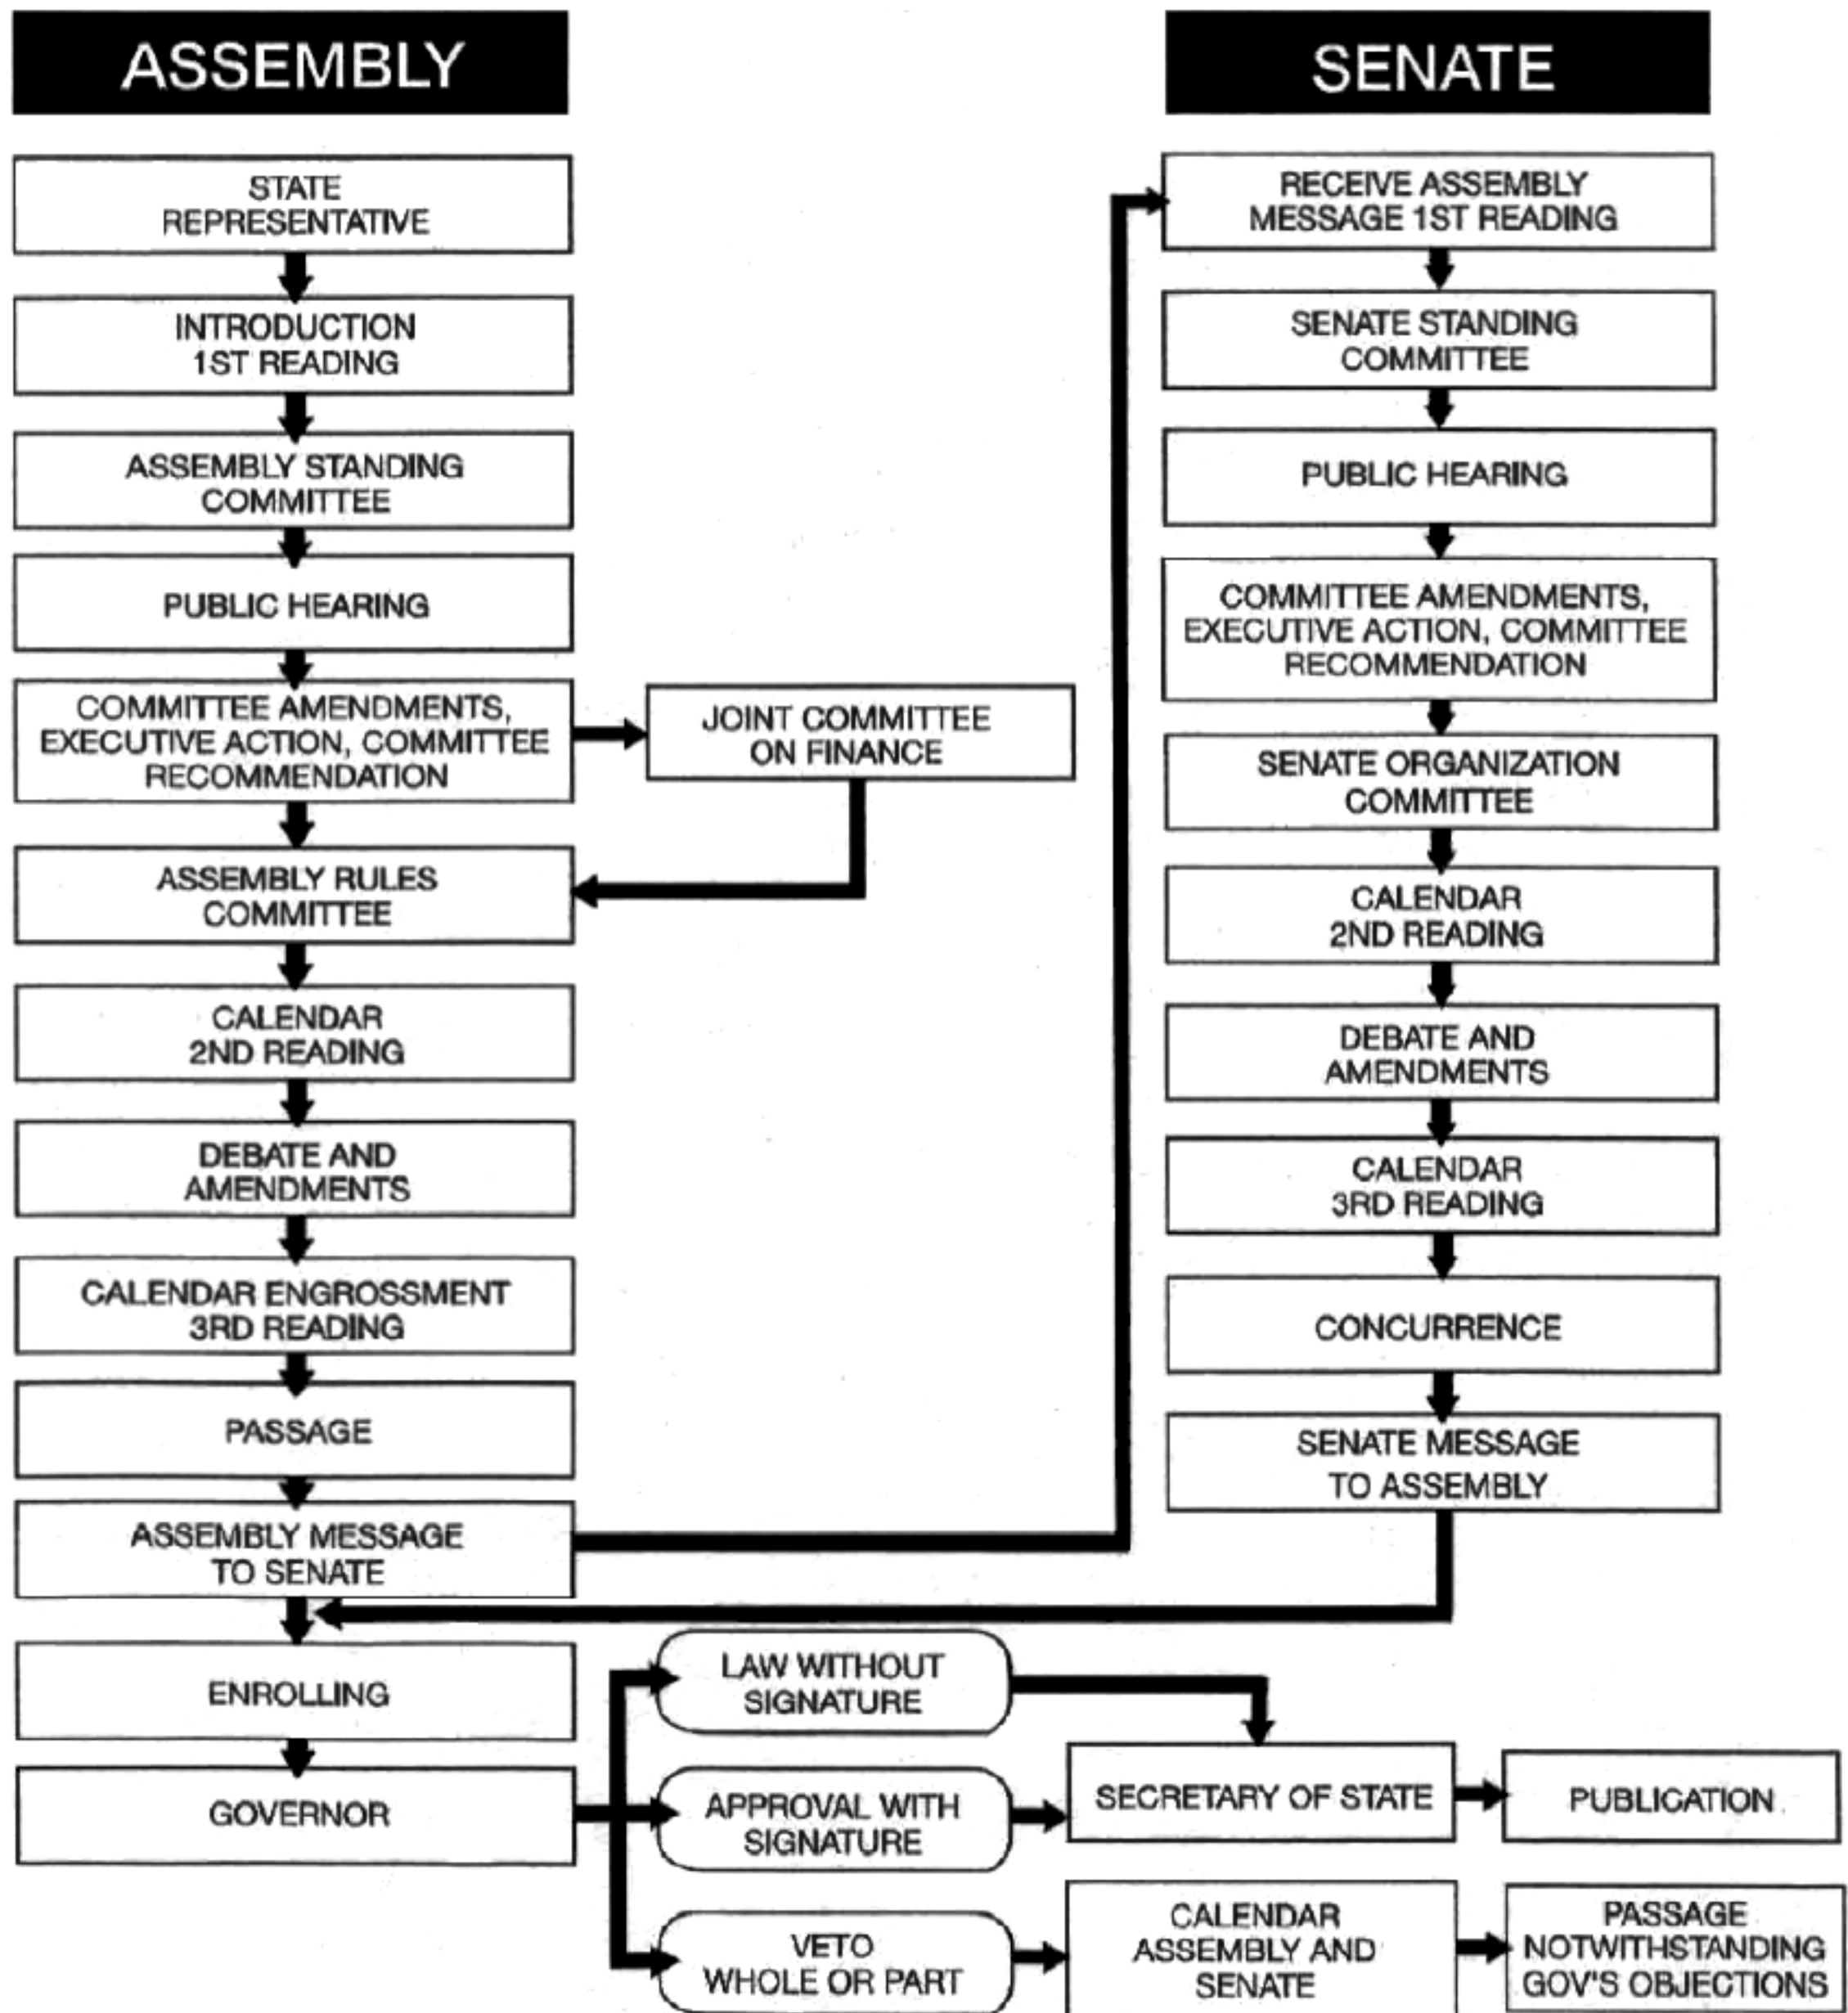 ASSEMBLY
STATE
REPRESENTATIVE
INTRODUCTION
1ST READING
ASSEMBLY STANDING
COMMITTEE
PUBLIC HEARING
COMMITTEE AMENDMENTS,
EXECUTIVE ACTION, COMMITTEE
RECOMMENDATION
JOINT COMMITTEE
ON FINANCE
ASSEMBLY RULES
COMMITTEE
CALENDAR
2ND READING
DEBATE AND
AMENDMENTS
CALENDAR ENGROSSMENT
3RD READING
PASSAGE
ASSEMBLY MESSAGE
TO SENATE
SENATE
RECEIVE ASSEMBLY
MESSAGE 1ST READING
SENATE STANDING
COMMITTEE
PUBLIC HEARING
COMMITTEE AMENDMENTS,
EXECUTIVE ACTION, COMMITTEE
RECOMMENDATION
SENATE ORGANIZATION
COMMITTEE
CALENDAR
2ND READING
DEBATE AND
AMENDMENTS
CALENDAR
3RD READING
CONCURRENCE
SENATE MESSAGE
TO ASSEMBLY
ENROLLING
GOVERNOR
LAW WITHOUT
SIGNATURE
APPROVAL WITH
SIGNATURE
SECRETARY OF STATE
PUBLICATION
VETO
WHOLE OR PART
CALENDAR
ASSEMBLY AND
SENATE
PASSAGE
NOTWITHSTANDING
GOV'S OBJECTIONS